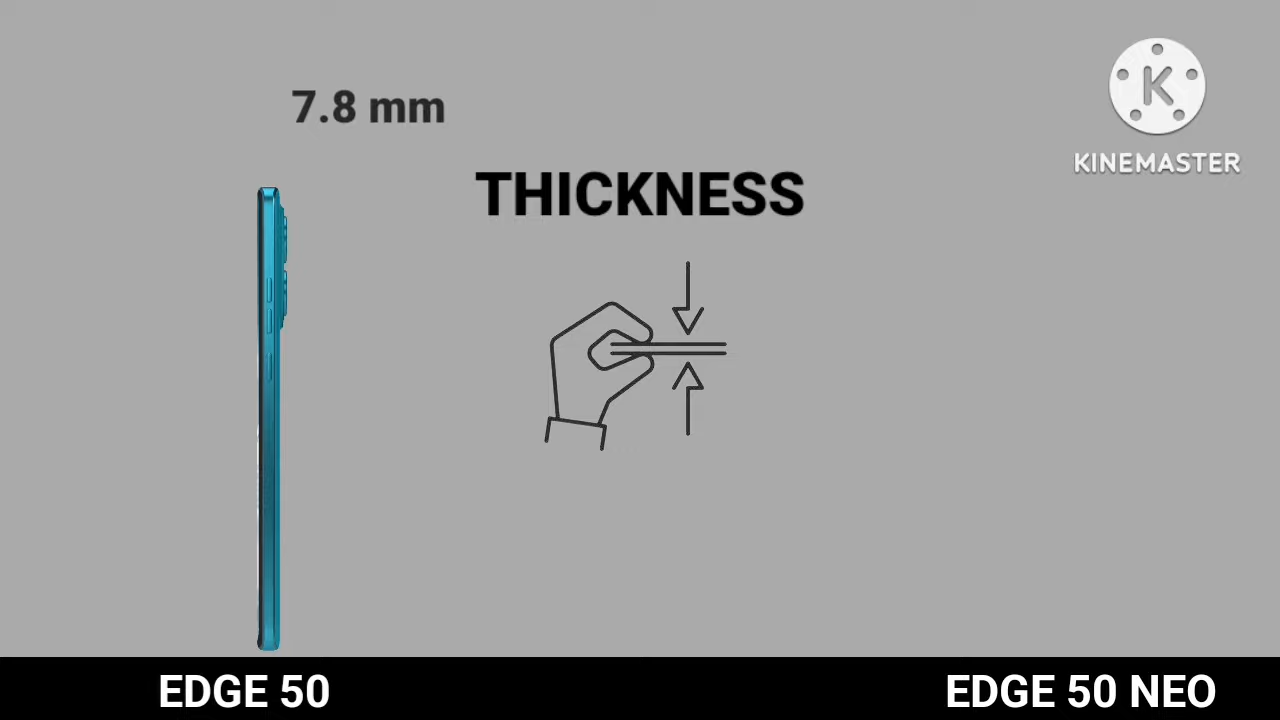 7.8 mm
THICKNESS
K
KINEMASTER
EDGE 50
EDGE 50 NEO